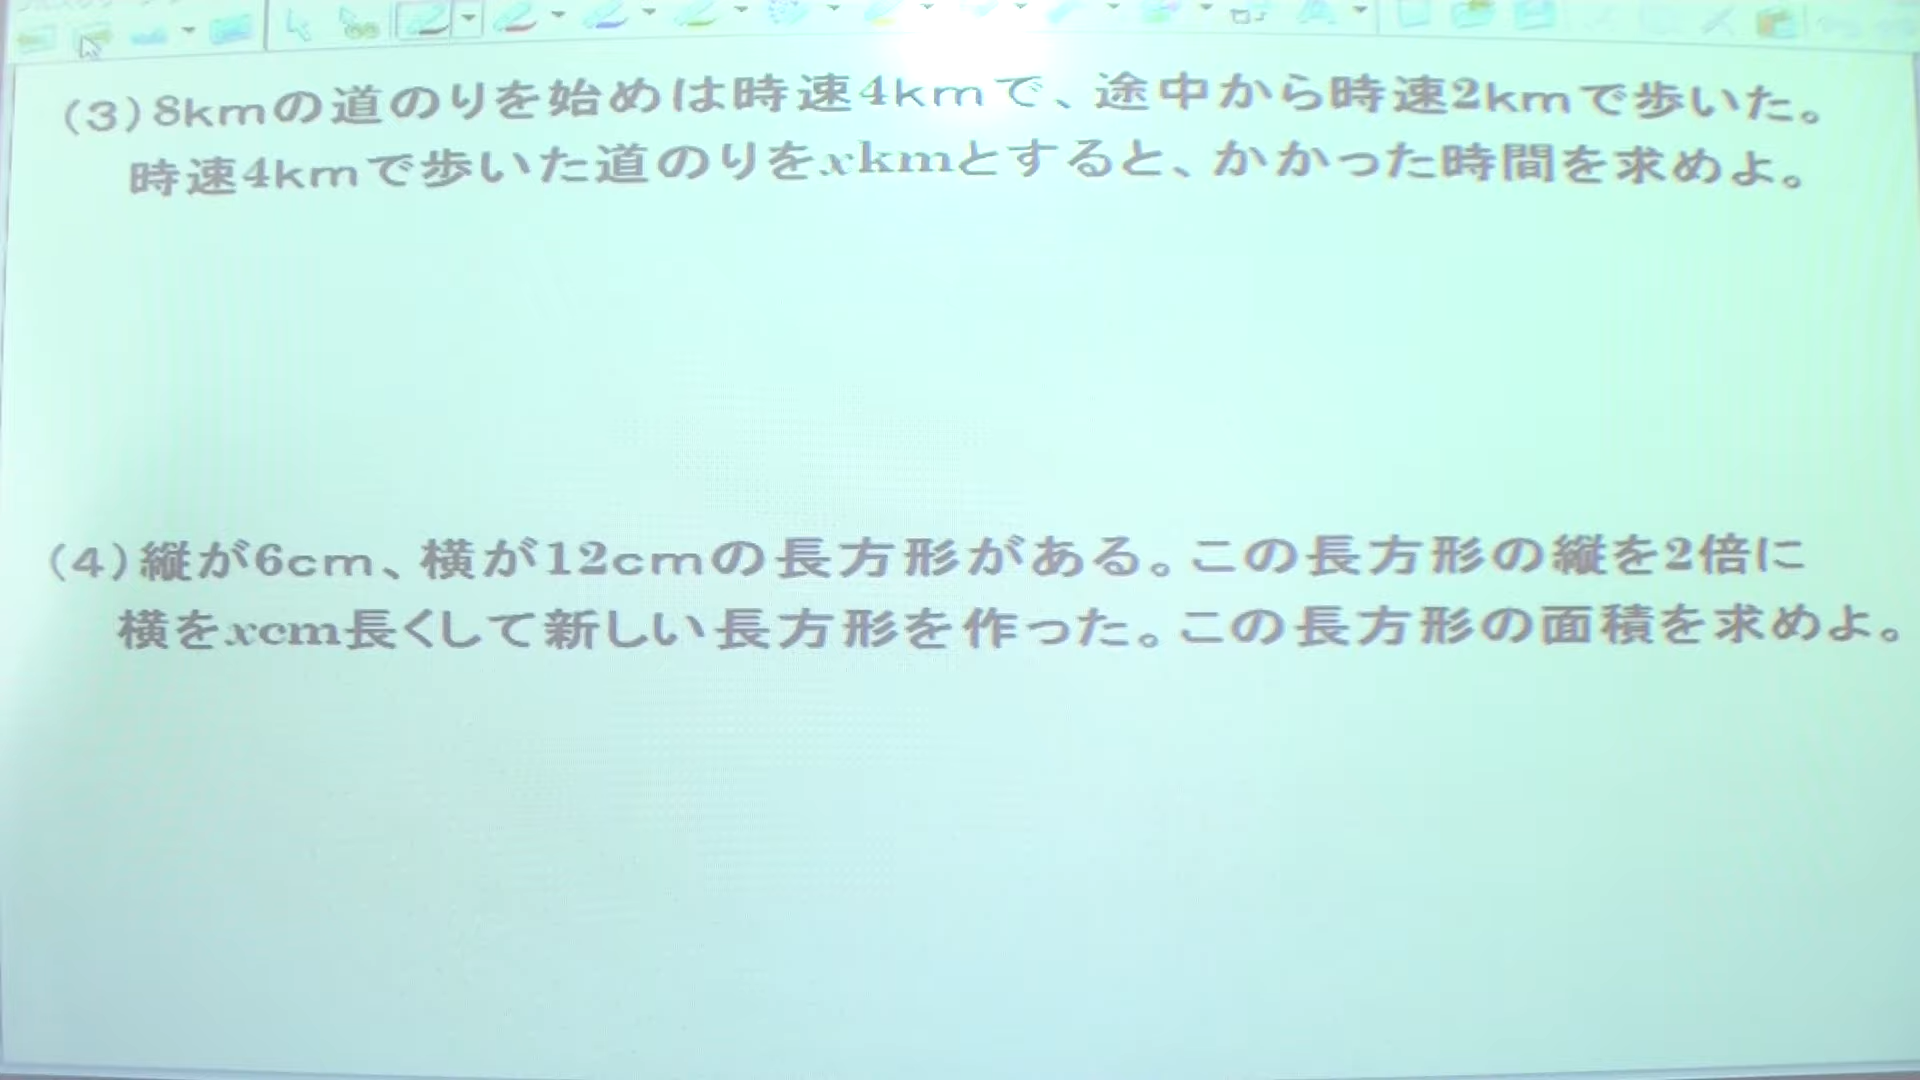 (3)8kmの道のりを始めは時速4kmで、途中から時速2kmで歩いた。
時速4kmで歩いた道のりをxkmとすると、かかった時間を求めよ。
(4)縦が6cm、横が12cmの長方形がある。この長方形の縦を2倍に
横をxcm長くして新しい長方形を作った。この長方形の面積を求めよ。